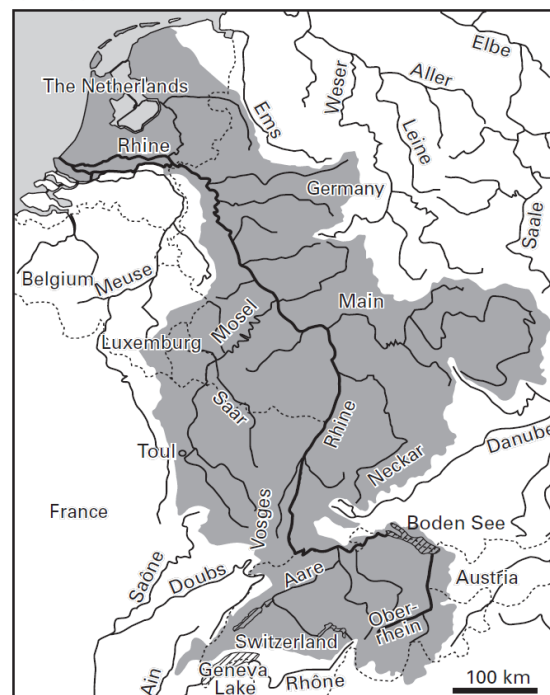 Elbe
Weser
Aller
The Netherlands
Ems
Leine
Rhine
Germany
Saale
Belgium
Meuse
Main
Mosel
Luxemburg
Saar
Rhine
Toul
Neckar
Danube
France
Vosges
Boden See
Saône
Doubs
Aare
Austria
Ober-
rhein
Switzerland
Geneva
Lake
Ain
Rhône
100 km